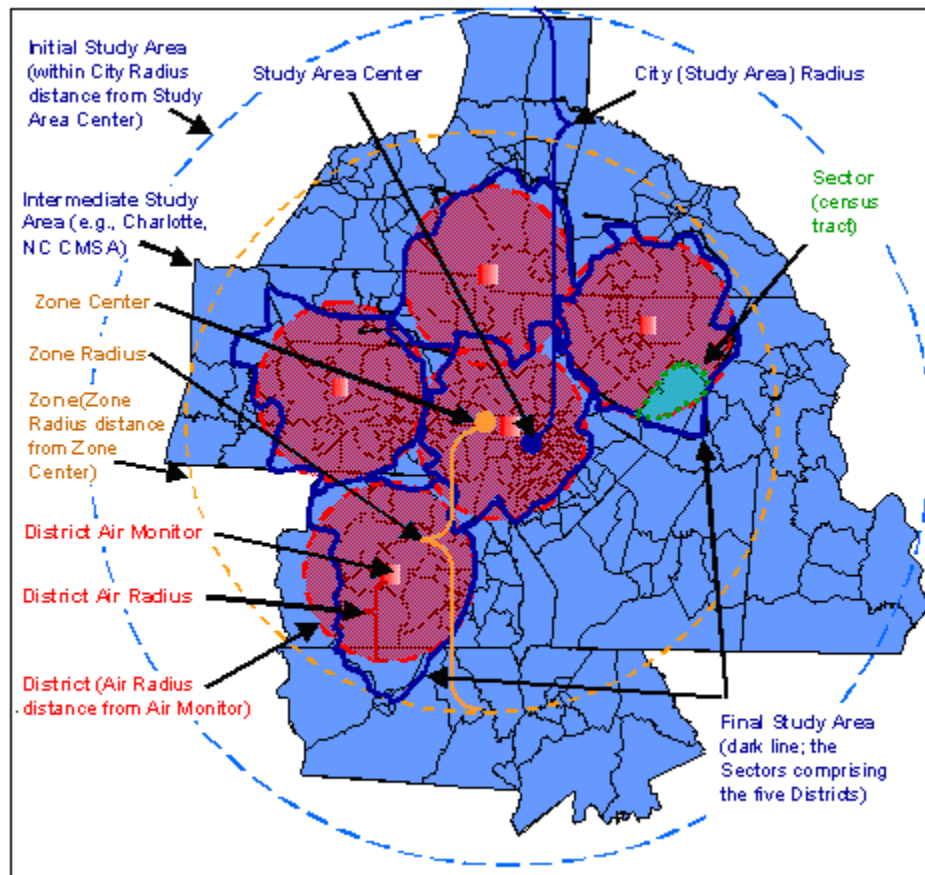 Initial Study Area
(within City Radius
distance from Study
Area Center)
Study Area Center
City (Study Area) Radius
Sector
(census
tract)
Intermediate Study
Area (e.g., Charlotte,
NC CMSA)
Zone Center
Zone Radius
Zone(Zone
Radius distance
from Zone
Center)
District Air Monitor
District Air Radius
District (Air Radius
distance from Air Monitor)
Final Study Area
(dark line; the
Sectors comprising
the five Districts)